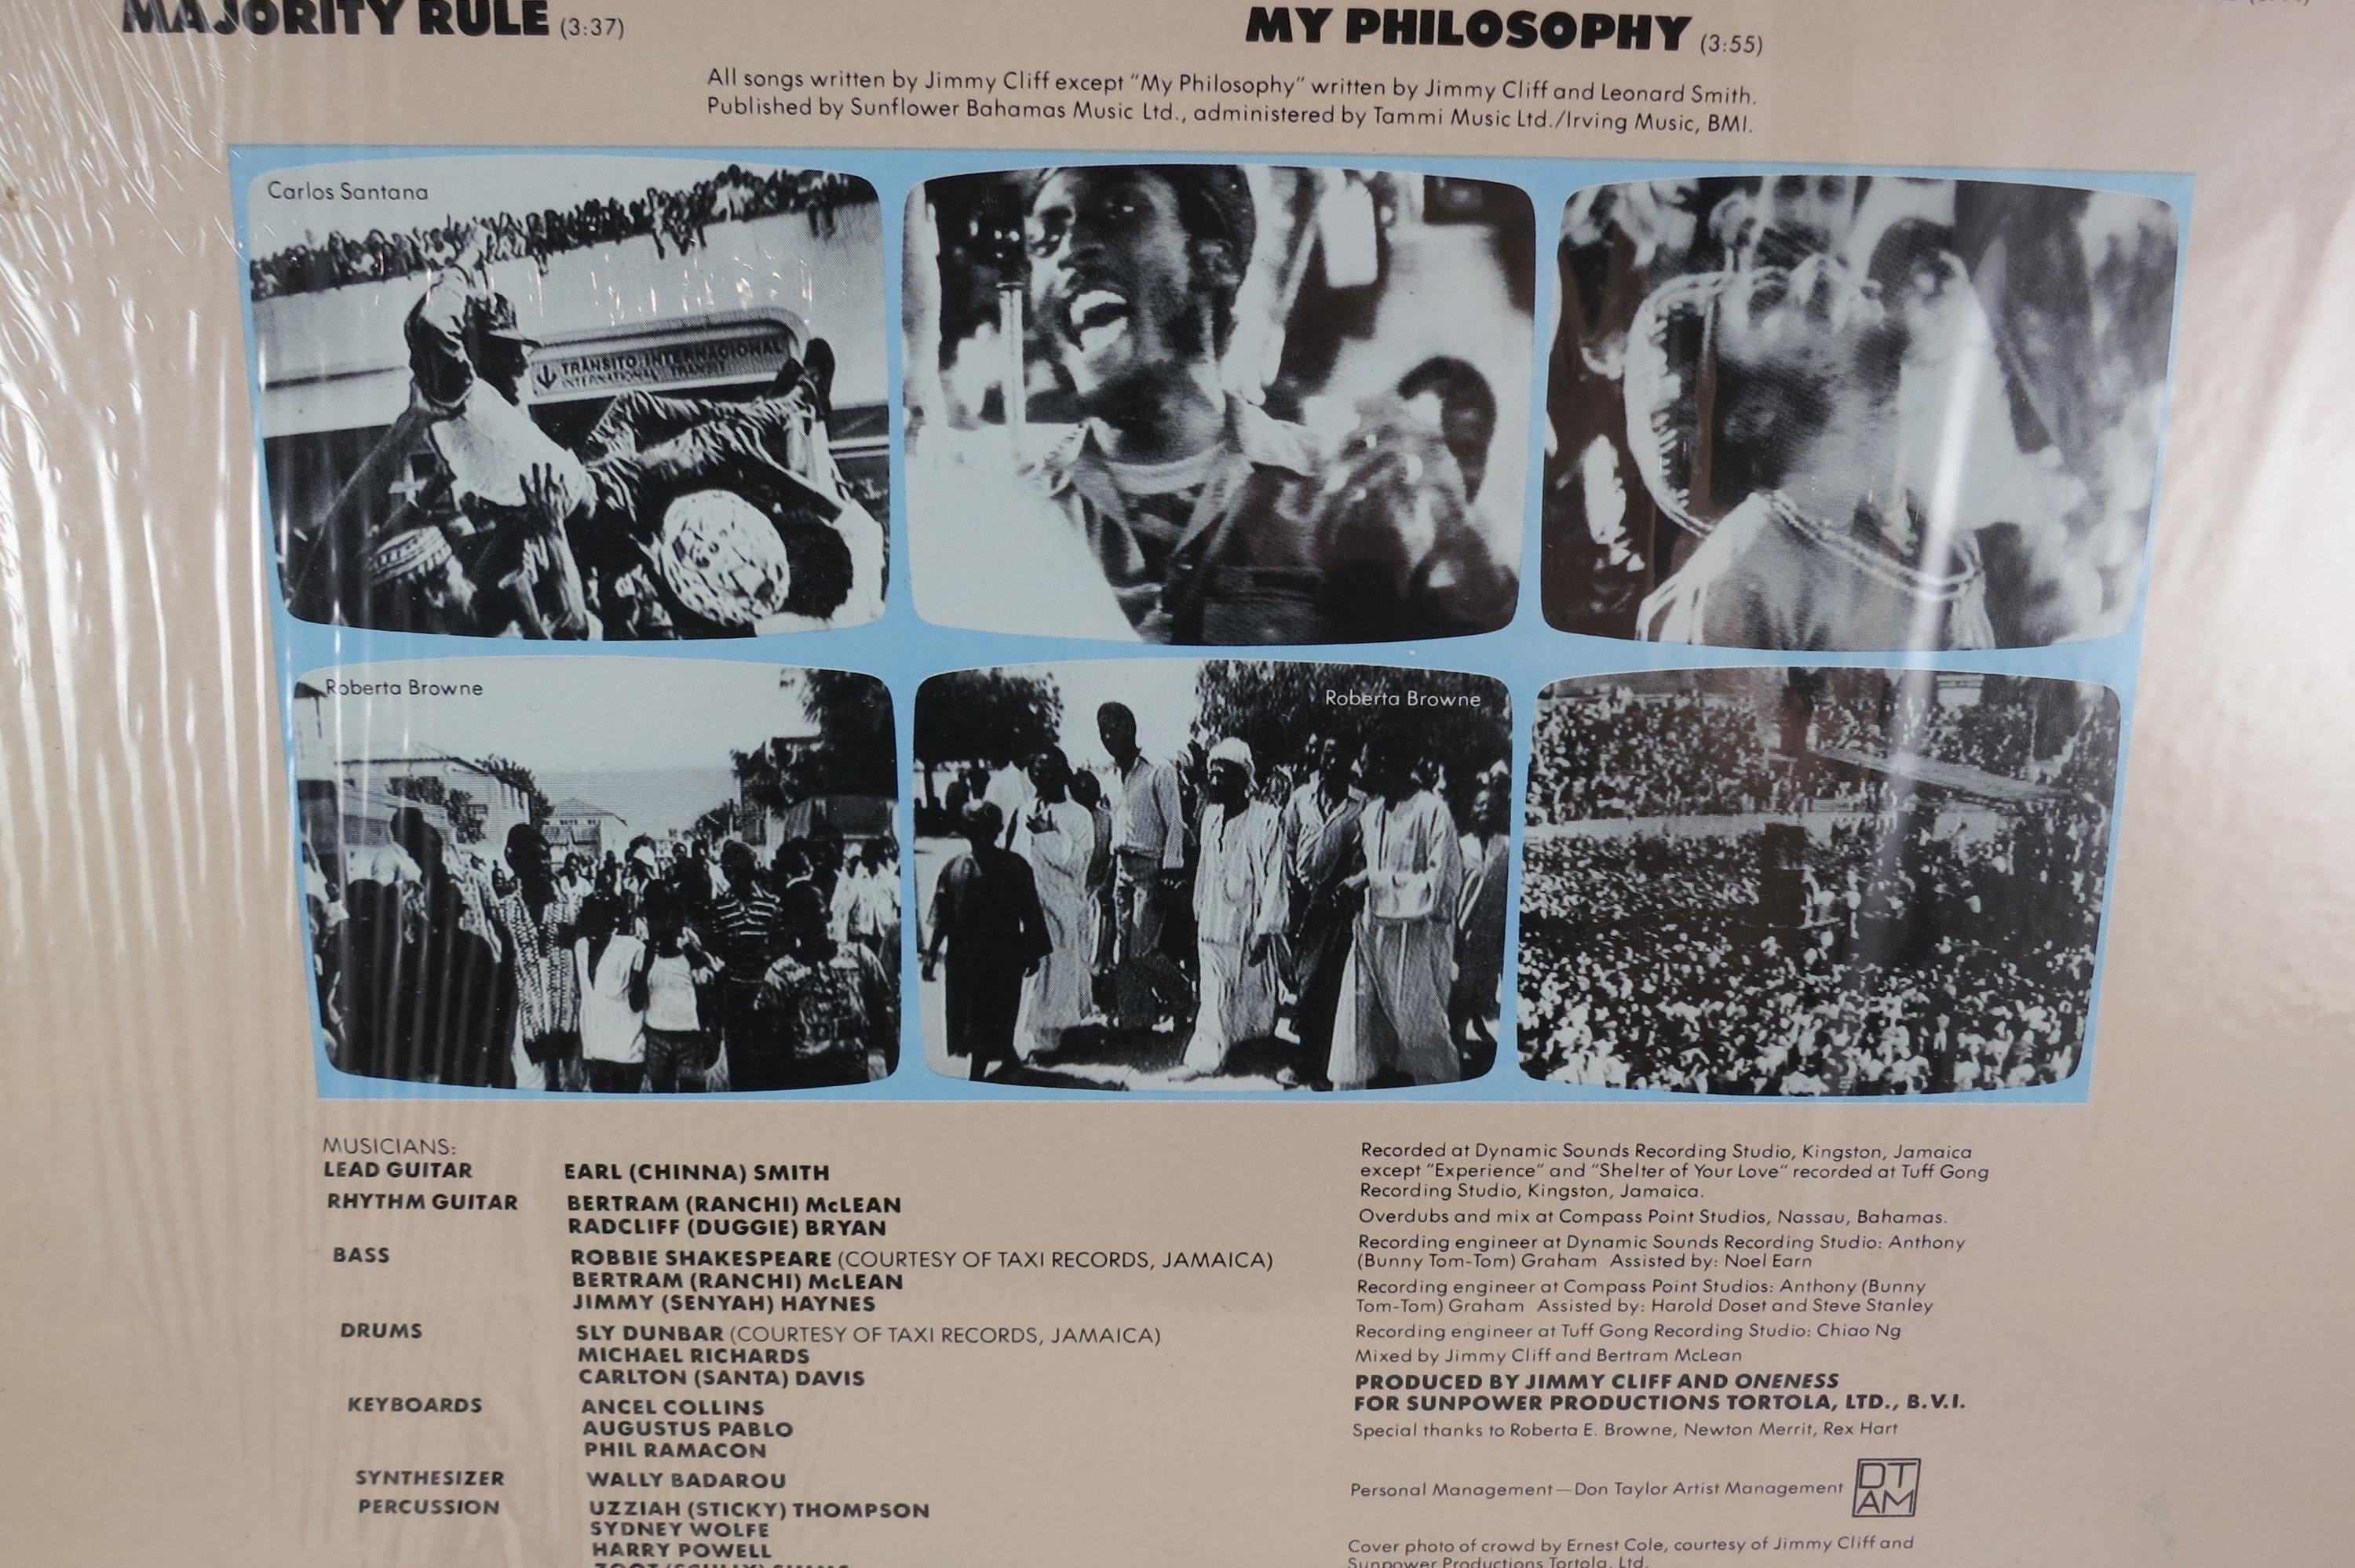 MAJORITY RULE (3:37)
MY PHILOSOPHY (3:55)
All songs written by Jimmy Cliff except "My Philosophy" written by Jimmy Cliff and Leonard Smith.
Published by Sunflower Bahamas Music Ltd., administered by Tammi Music Ltd./Irving Music, BMI.
Carlos Santana
TRÂNSITO INTERNACIONAL
INTERNATIONAL TRANSIT
Roberta Browne
Roberta Browne
MUSICIANS:
LEAD GUITAR EARL (CHINNA) SMITH
RHYTHM GUITAR BERTRAM (RANCHI) McLEAN
RADCLIFF (DUGGIE) BRYAN
BASS ROBBIE SHAKESPEARE (COURTESY OF TAXI RECORDS, JAMAICA)
BERTRAM (RANCHI) McLEAN
JIMMY (SENYAH) HAYNES
DRUMS SLY DUNBAR (COURTESY OF TAXI RECORDS, JAMAICA)
MICHAEL RICHARDS
CARLTON (SANTA) DAVIS
KEYBOARDS ANCEL COLLINS
AUGUSTUS PABLO
PHIL RAMACON
SYNTHESIZER WALLY BADAROU
PERCUSSION UZZIAH (STICKY) THOMPSON
SYDNEY WOLFE
HARRY POWELL
Recorded at Dynamic Sounds Recording Studio, Kingston, Jamaica
except "Experience" and "Shelter of Your Love" recorded at Tuff Gong
Recording Studio, Kingston, Jamaica.
Overdubs and mix at Compass Point Studios, Nassau, Bahamas.
Recording engineer at Dynamic Sounds Recording Studio: Anthony
(Bunny Tom-Tom) Graham Assisted by: Noel Earn
Recording engineer at Compass Point Studios: Anthony (Bunny
Tom-Tom) Graham Assisted by: Harold Doset and Steve Stanley
Recording engineer at Tuff Gong Recording Studio: Chiao Ng
Mixed by Jimmy Cliff and Bertram McLean
PRODUCED BY JIMMY CLIFF AND ONENESS
FOR SUNPOWER PRODUCTIONS TORTOLA, LTD., B.V.I.
Special thanks to Roberta E. Browne, Newton Merrit, Rex Hart
Personal Management—Don Taylor Artist Management
DT
AM
Cover photo of crowd by Ernest Cole, courtesy of Jimmy Cliff and
Sunpower Productions Tortola, Ltd.